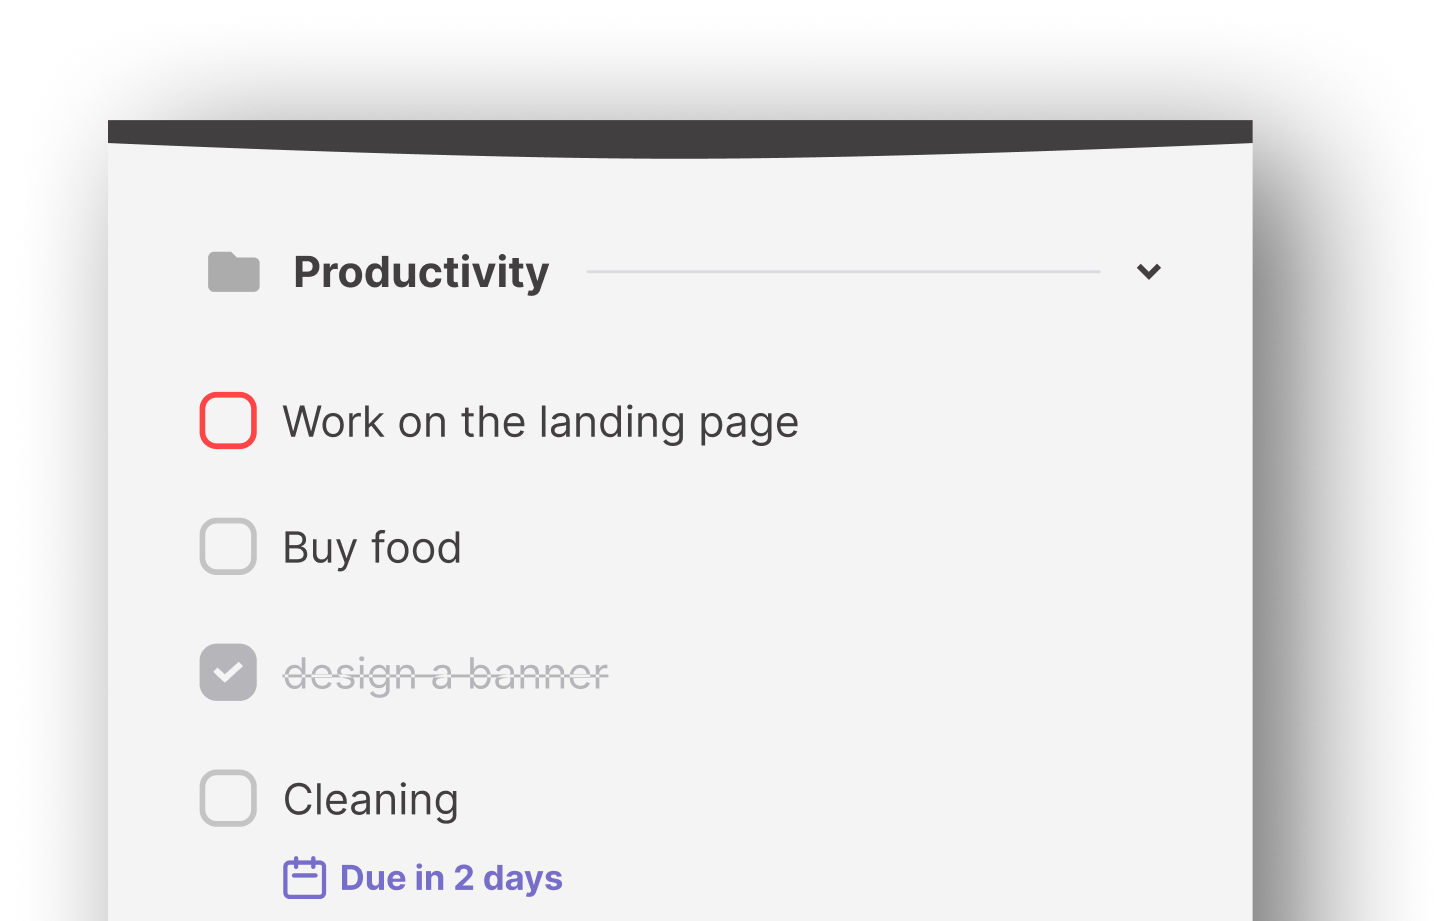 Productivity
Work on the landing page
Buy food
design a banner
Cleaning
Due in 2 days